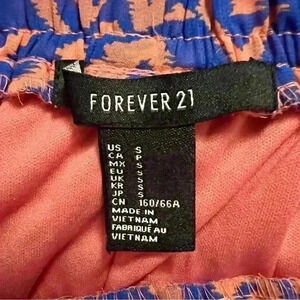 FOREVER 21
US S
CA P
MX S
EU S
UK S
KR S
JP S
CN 160/66A
MADE IN
VIETNAM
FABRIQUÉ AU
VIETNAM